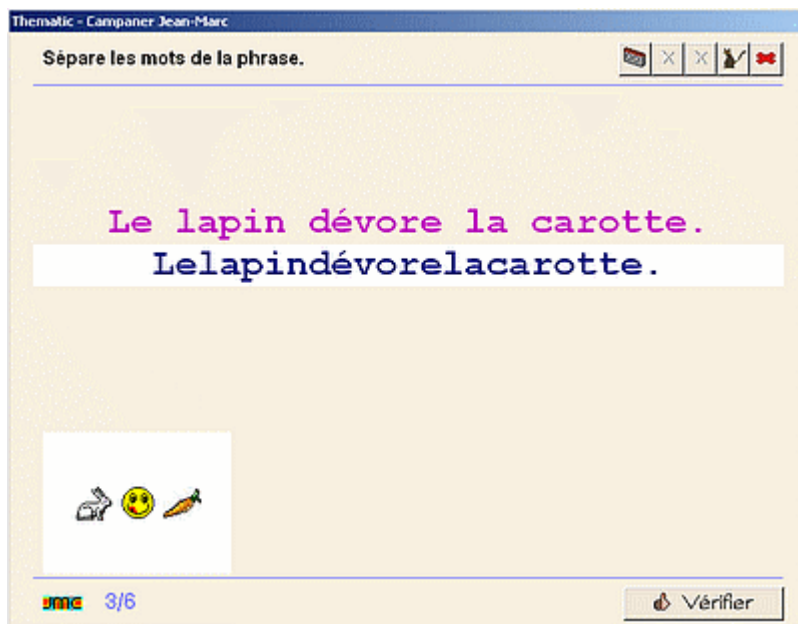 Thematic - Campaner Jean-Marc
Sépare les mots de la phrase.
Le lapin dévore la carotte.
Lelapindévorelacarotte.
jmc 3/6
Vérifier